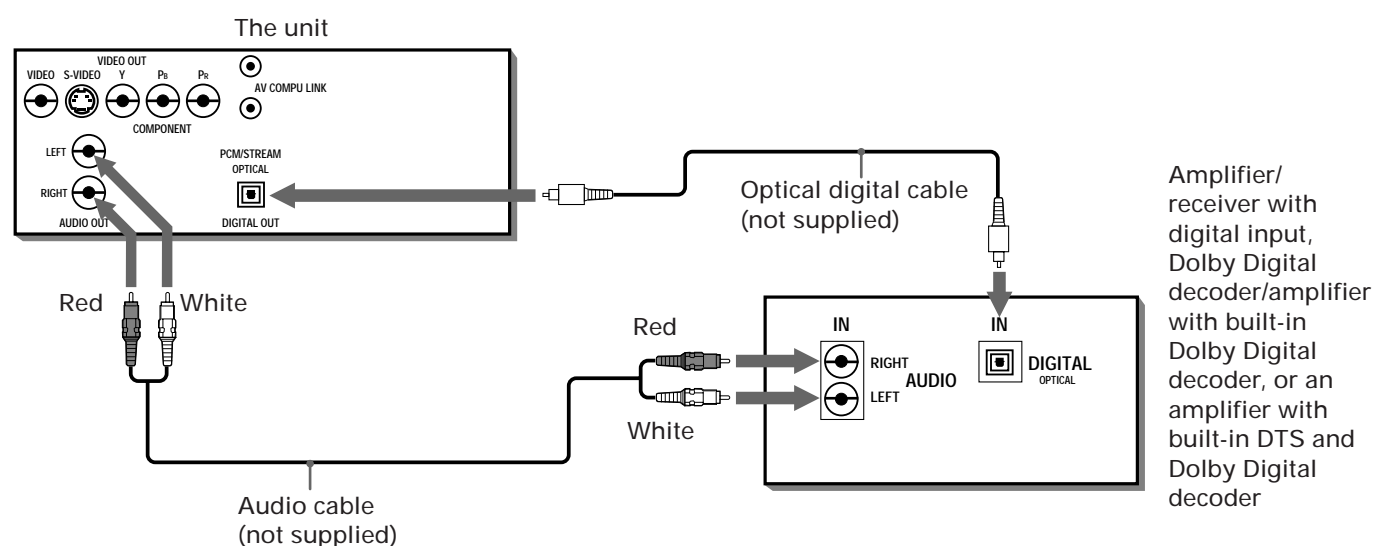 The unit
VIDEO OUT
VIDEO S-VIDEO Y PB PR
AV COMPU LINK
COMPONENT
LEFT
RIGHT
AUDIO OUT
PCM/STREAM
OPTICAL
DIGITAL OUT
Optical digital cable
(not supplied)
Amplifier/
receiver with
digital input,
Dolby Digital
decoder/amplifier
with built-in
Dolby Digital
decoder, or an
amplifier with
built-in DTS and
Dolby Digital
decoder
Red
White
Red
White
IN
RIGHT
LEFT
AUDIO
IN
DIGITAL
OPTICAL
Audio cable
(not supplied)